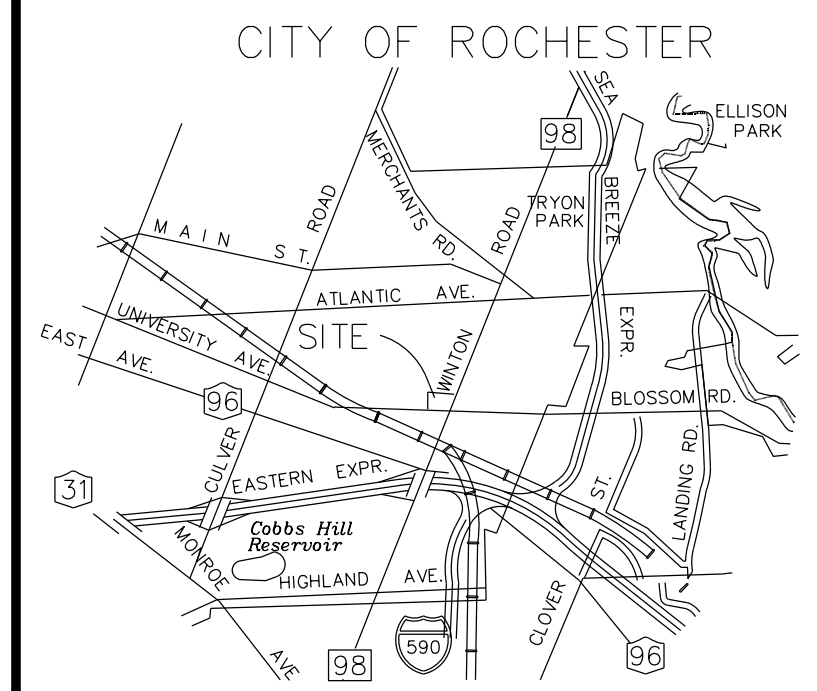 CITY OF ROCHESTER
SEA
BREEZE
EXPR.
ELLISON
PARK
98
MERCHANTS RD.
ROAD
TRYON
PARK
ROAD
MAIN ST.
ATLANTIC AVE.
UNIVERSITY AVE.
SITE
EAST AVE.
WINTON
BLOSSOM RD.
96
CULVER
EASTERN EXPR.
ST.
LANDING RD.
31
Cobbs Hill
Reservoir
MONROE
HIGHLAND AVE.
CLOVER
590
98
96
AVE